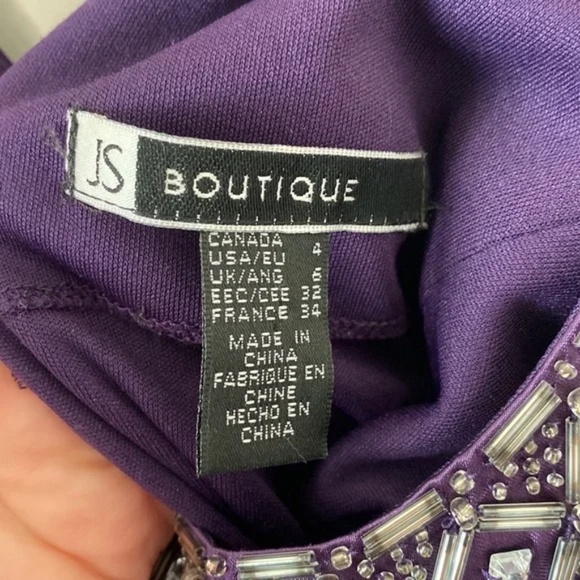 JS BOUTIQUE
CANADA 4
USA/EU
UK/ANG 6
EEC/CEE 32
FRANCE 34
MADE IN
CHINA
FABRIQUE EN
CHINE
HECHO EN
CHINA